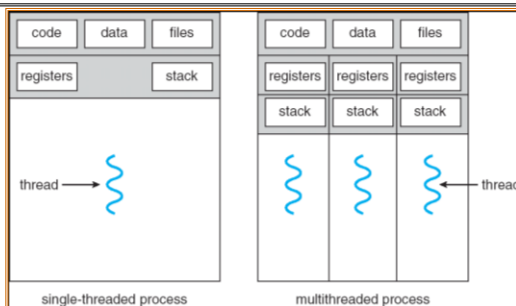 code data files code data files
registers stack registers registers registers
stack stack stack
thread thread
single-threaded process multithreaded process